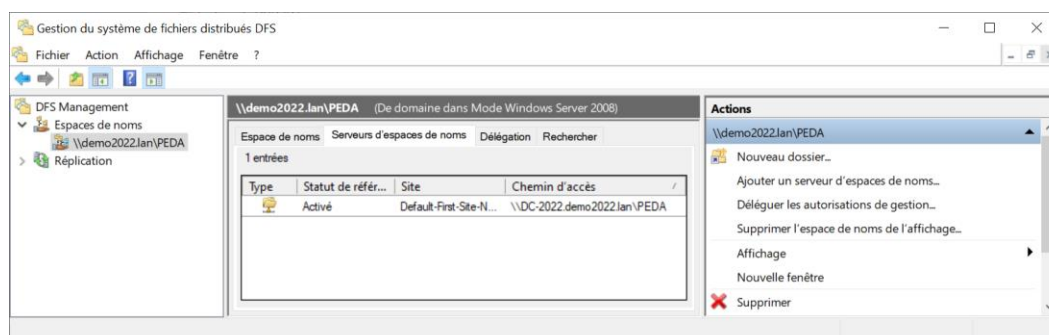 Gestion du système de fichiers distribués DFS
Fichier Action Affichage Fenêtre ?
DFS Management
Espaces de noms
\\demo2022.lan\PEDA
Réplication
\\demo2022.lan\PEDA (De domaine dans Mode Windows Server 2008)
Espace de noms Serveurs d'espaces de noms Délégation Rechercher
1 entrées
Type Statut de référ... Site Chemin d'accès
Activé Default-First-Site-N... \\DC-2022.demo2022.lan\PEDA
Actions
\\demo2022.lan\PEDA
Nouveau dossier...
Ajouter un serveur d'espaces de noms...
Déléguer les autorisations de gestion...
Supprimer l'espace de noms de l'affichage...
Affichage
Nouvelle fenêtre
Supprimer